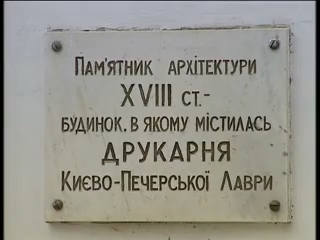 Пам'ятник архітектури
XVIII ст.-
будинок, в якому містилась
друкарня
Києво-Печерської Лаври